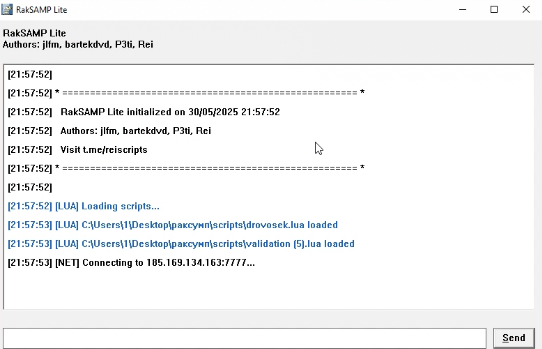 RakSAMP Lite
RakSAMP Lite
Authors: jlfm, bartekdvd, P3ti, Rei
[21:57:52]
[21:57:52] * ===================================================== *
[21:57:52] RakSAMP Lite initialized on 30/05/2025 21:57:52
[21:57:52] Authors: jlfm, bartekdvd, P3ti, Rei
[21:57:52] Visit t.me/reiscripts
[21:57:52] * ===================================================== *
[21:57:52]
[21:57:52] [LUA] Loading scripts...
[21:57:53] [LUA] C:\Users\1\Desktop\раксумп\scripts\drovosek.lua loaded
[21:57:53] [LUA] C:\Users\1\Desktop\раксумп\scripts\validation (5).lua loaded
[21:57:53] [NET] Connecting to 185.169.134.163:7777...
Send